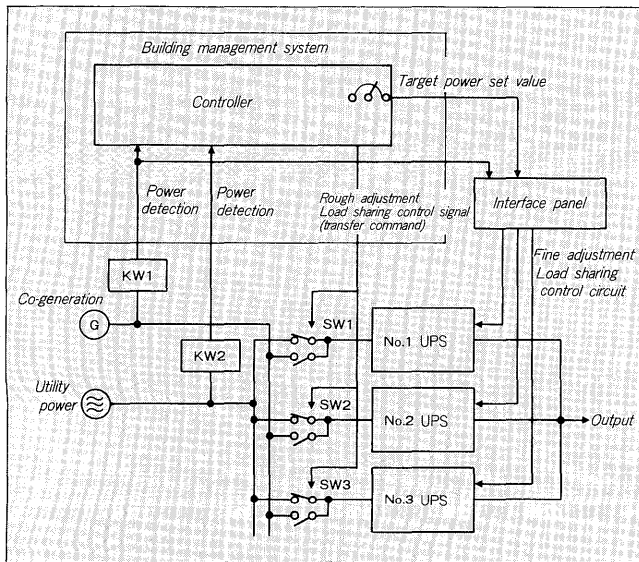 Building management system
Controller
Target power set value
Power
detection
Power
detection
Rough adjustment
Load sharing control signal
(transfer command)
Interface panel
Fine adjustment
Load sharing
control circuit
KW1
Co-generation
G
KW2
SW1
No.1 UPS
Utility
power
SW2
No.2 UPS
Output
SW3
No.3 UPS